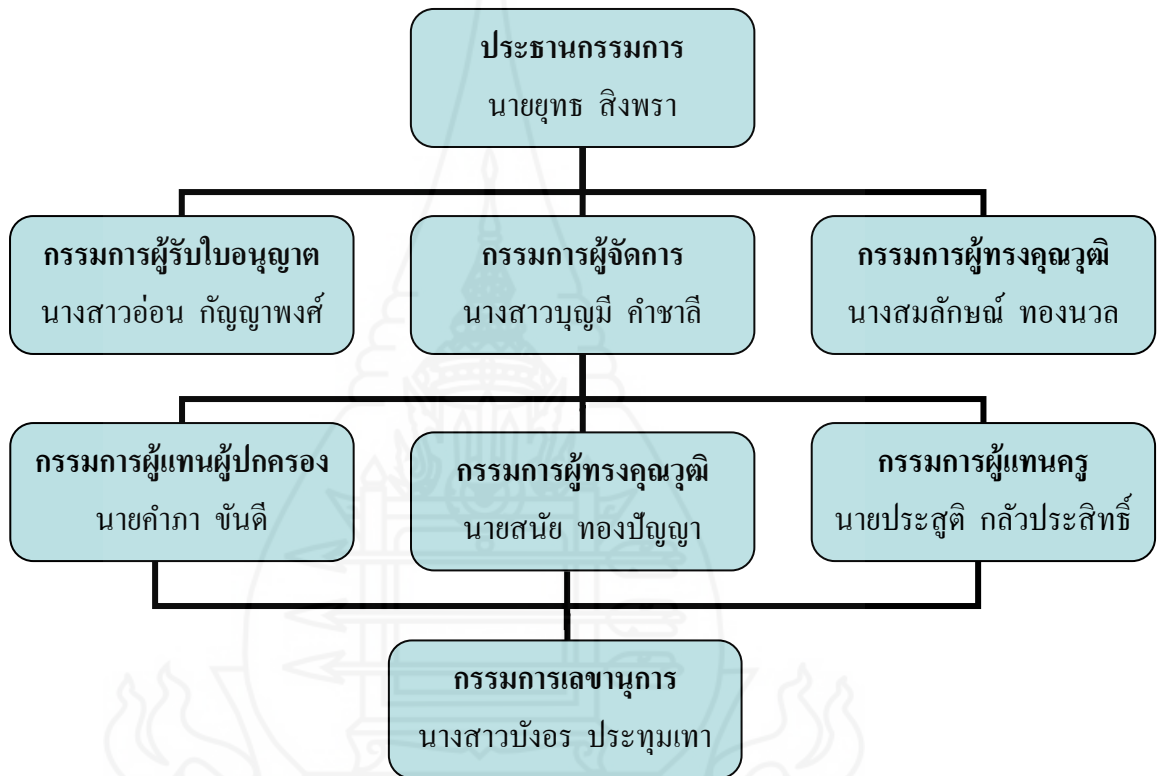 ประธานกรรมการ
นายยุทธ สิงพรา
กรรมการผู้รับใบอนุญาต
นางสาวอ่อน กัญญาพงศ์
กรรมการผู้จัดการ
นางสาวบุญมี คำชาลี
กรรมการผู้ทรงคุณวุฒิ
นางสมลักษณ์ ทองนวล
กรรมการผู้แทนผู้ปกครอง
นายคำภา ขันดี
กรรมการผู้ทรงคุณวุฒิ
นายสนัย ทองปัญญา
กรรมการผู้แทนครู
นายประสูติ กลัวประสิทธิ์
กรรมการเลขานุการ
นางสาวบังอร ประทุมเทา